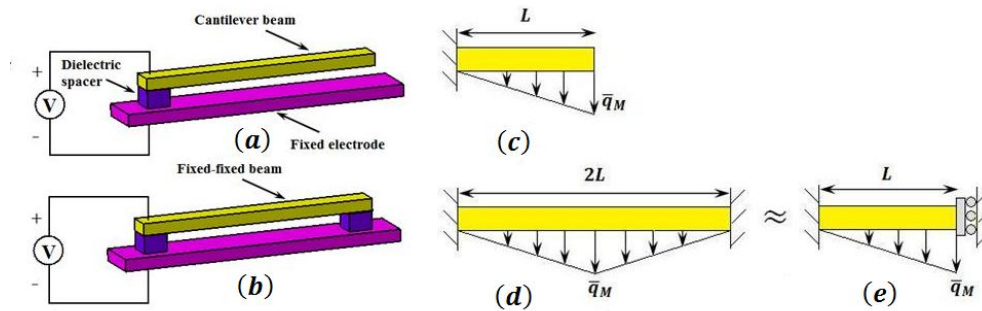 Cantilever beam
Dielectric
spacer
+
V
−
(a)
Fixed electrode
L
q̅M
(c)
Fixed-fixed beam
+
V
−
(b)
2L
q̅M
(d)
≈
L
q̅M
(e)